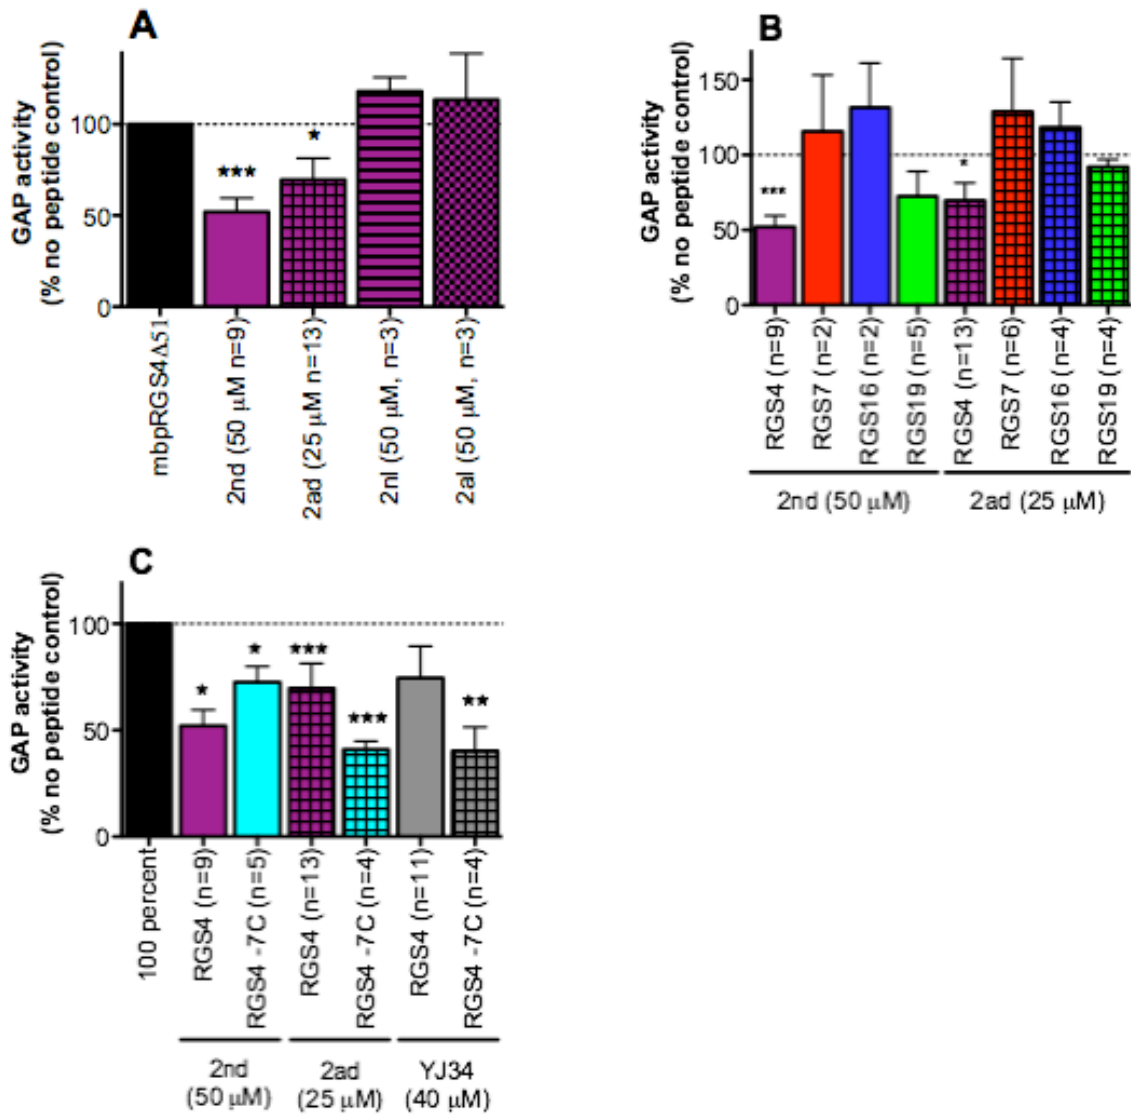 A
GAP activity
(% no peptide control)
100
50
0
***
*
mbpRGS4Δ51
2nd (50 μM n=9)
2ad (25 μM n=13)
2nl (50 μM, n=3)
2al (50 μM, n=3)
B
GAP activity
(% no peptide control)
150
100
50
0
***
*
RGS4 (n=9)
RGS7 (n=2)
RGS16 (n=2)
RGS19 (n=5)
RGS4 (n=13)
RGS7 (n=6)
RGS16 (n=4)
RGS19 (n=4)
2nd (50 μM)
2ad (25 μM)
C
GAP activity
(% no peptide control)
100
50
0
*
*
***
***
**
100 percent
RGS4 (n=9)
RGS4 -7C (n=5)
RGS4 (n=13)
RGS4 -7C (n=4)
RGS4 (n=11)
RGS4 -7C (n=4)
2nd
(50 μM)
2ad
(25 μM)
YJ34
(40 μM)